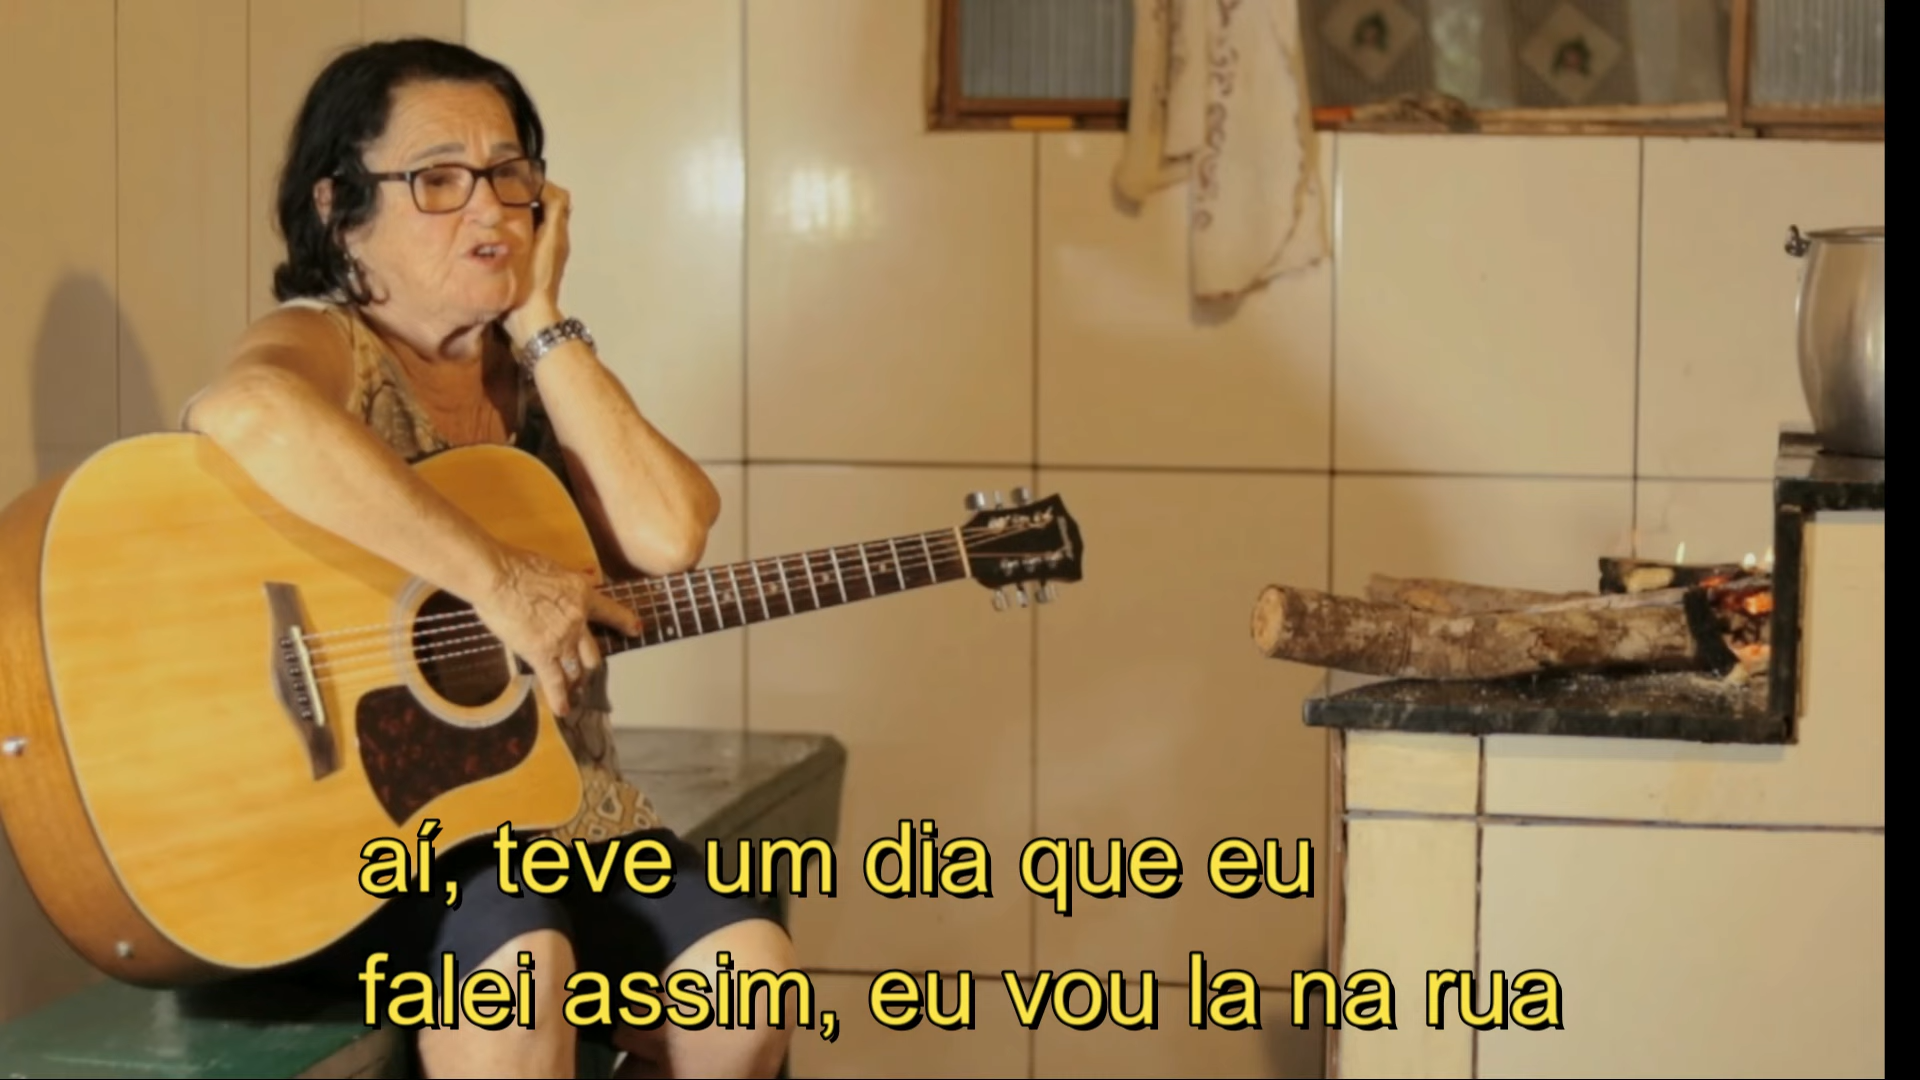 aí, teve um dia que eu
falei assim, eu vou la na rua